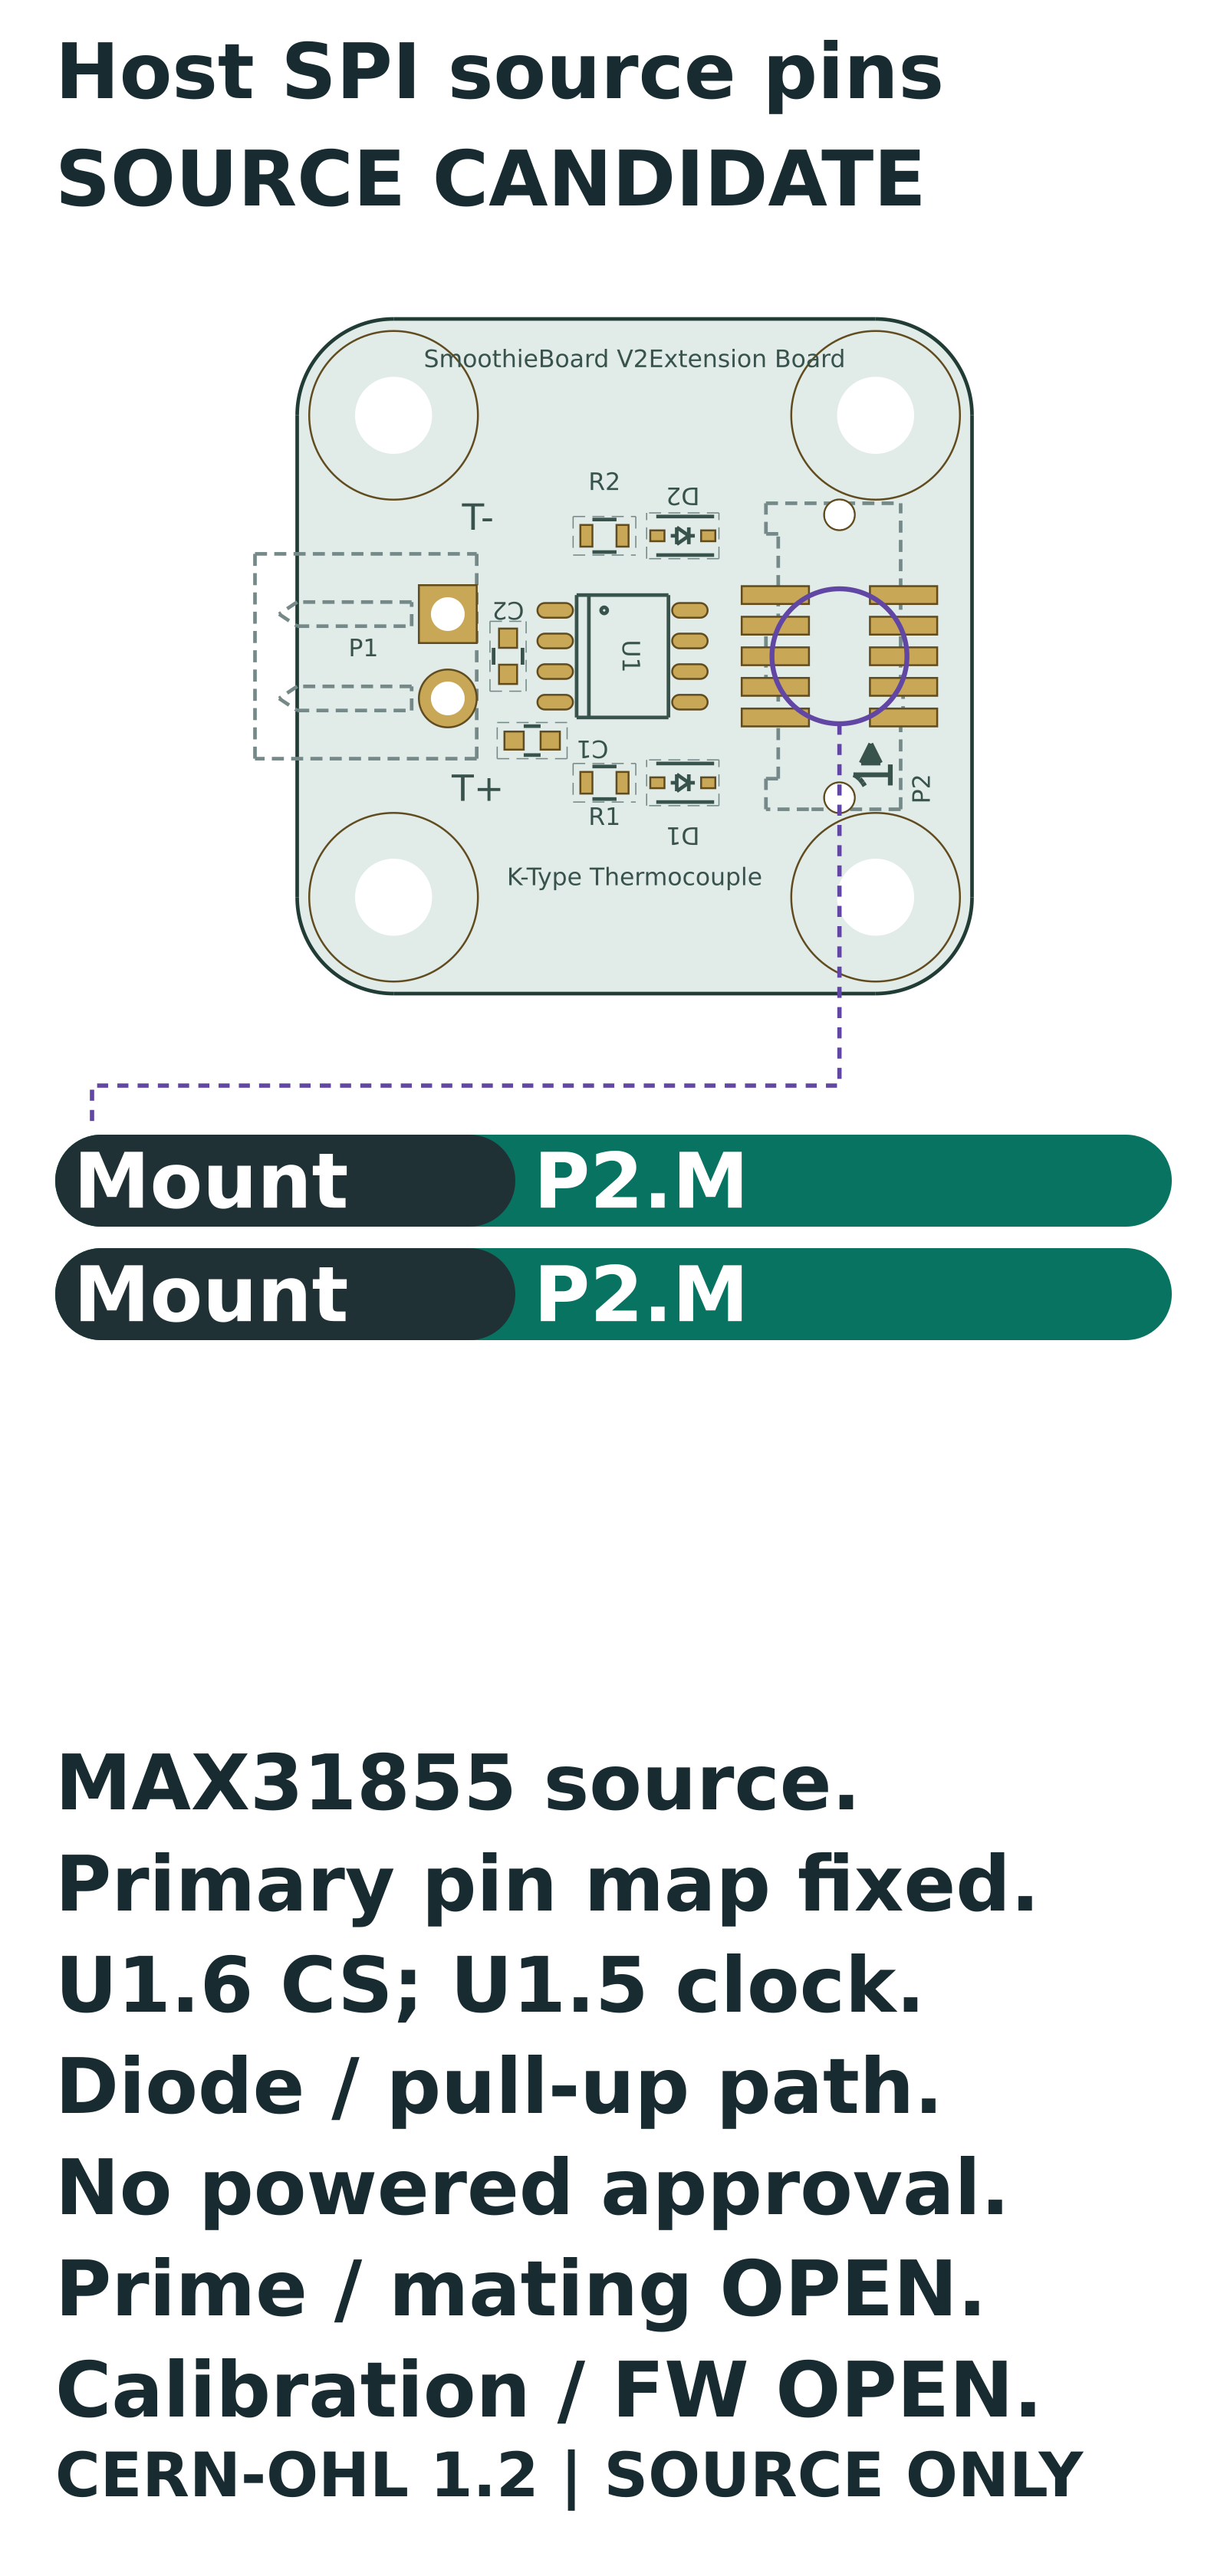 Host SPI source pins
SOURCE CANDIDATE
SmoothieBoard V2Extension Board
R2
D2
T-
C2
P1
U1
C1
T+
R1
D1
1
P2
K-Type Thermocouple
Mount P2.M
Mount P2.M
MAX31855 source.
Primary pin map fixed.
U1.6 CS; U1.5 clock.
Diode / pull-up path.
No powered approval.
Prime / mating OPEN.
Calibration / FW OPEN.
CERN-OHL 1.2 | SOURCE ONLY